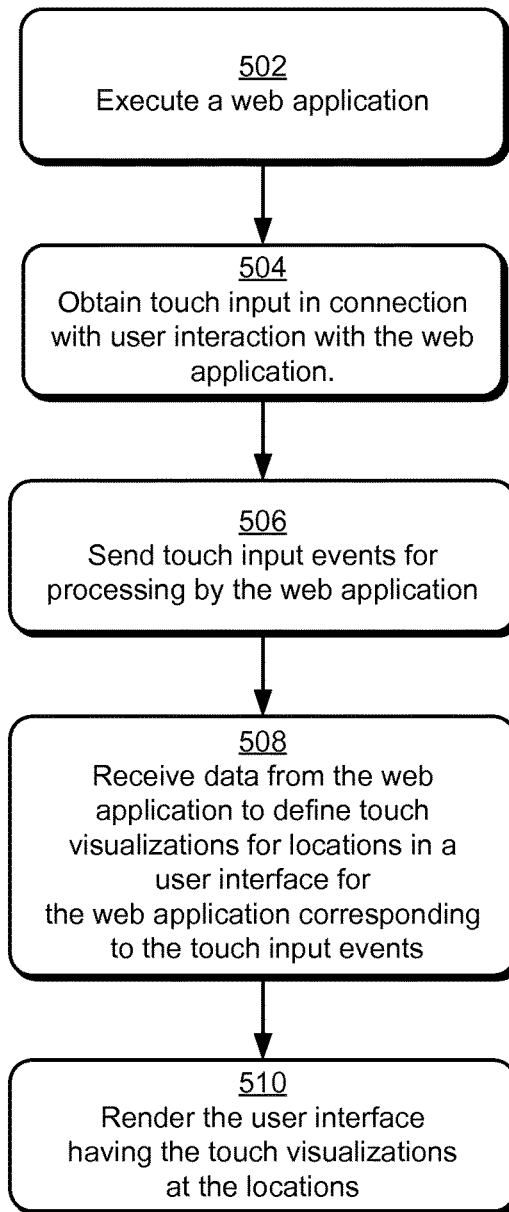 502
Execute a web application
504
Obtain touch input in connection
with user interaction with the web
application.
506
Send touch input events for
processing by the web application
508
Receive data from the web
application to define touch
visualizations for locations in a
user interface for
the web application corresponding
to the touch input events
510
Render the user interface
having the touch visualizations
at the locations